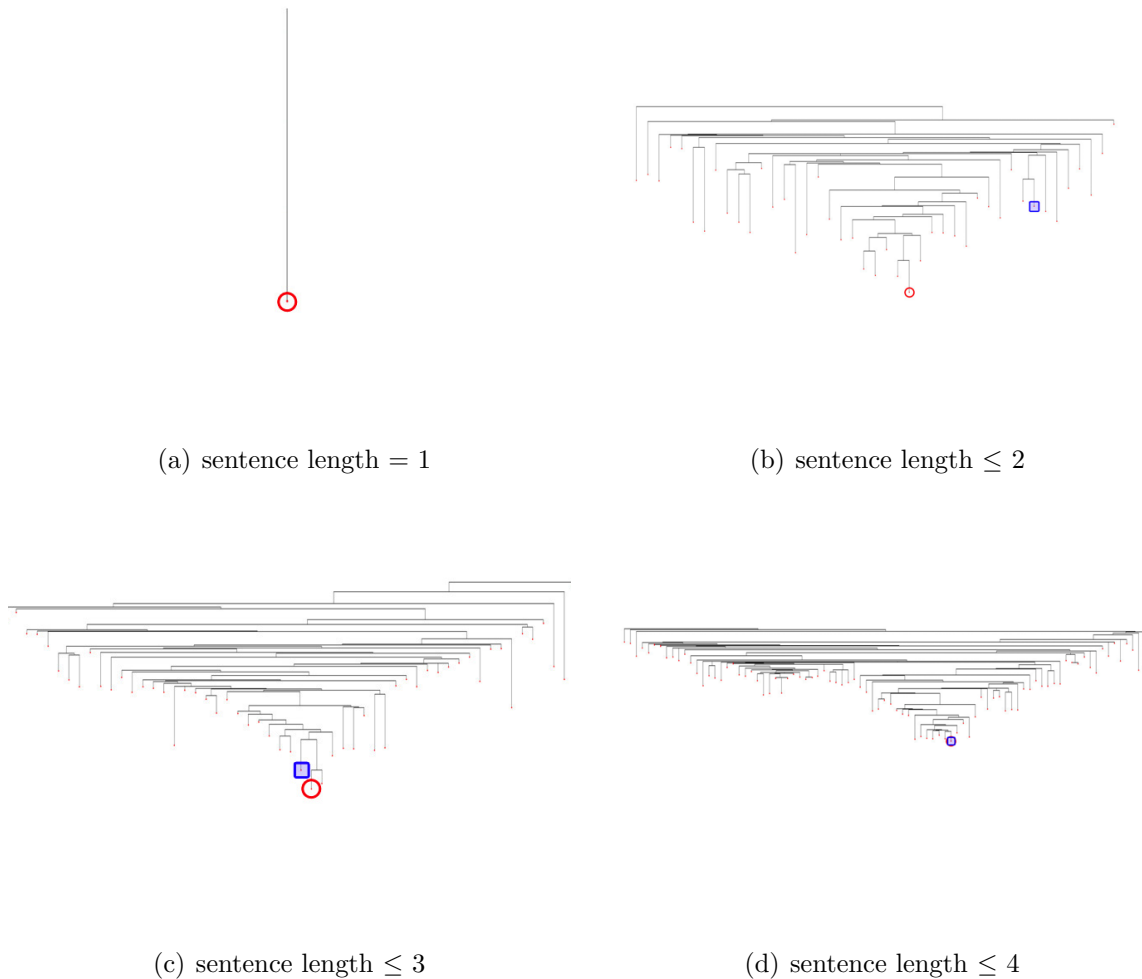 (a) sentence length = 1
(b) sentence length ≤ 2
(c) sentence length ≤ 3
(d) sentence length ≤ 4